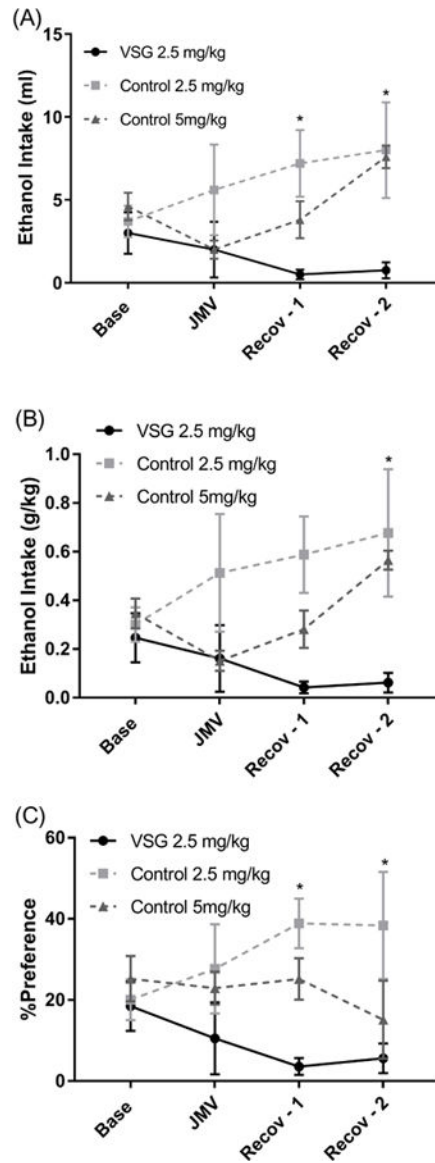 (A)
VSG 2.5 mg/kg
Control 2.5 mg/kg
Control 5mg/kg
Ethanol Intake (ml)
15
10
5
0
*
*
Base
JMV
Recov - 1
Recov - 2
(B)
VSG 2.5 mg/kg
Control 2.5 mg/kg
Control 5mg/kg
Ethanol Intake (g/kg)
1.0
0.8
0.6
0.4
0.2
0.0
*
Base
JMV
Recov - 1
Recov - 2
(C)
VSG 2.5 mg/kg
Control 2.5 mg/kg
Control 5mg/kg
%Preference
60
40
20
0
*
*
Base
JMV
Recov - 1
Recov - 2